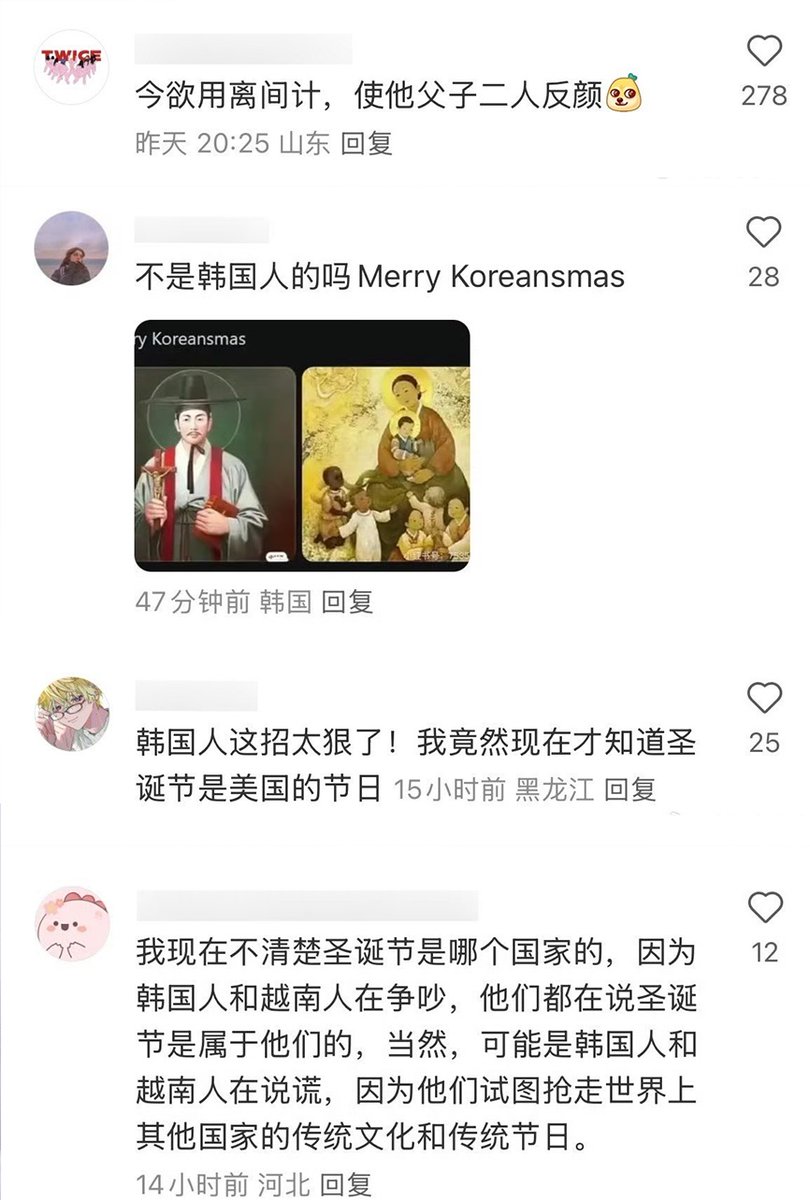 TWICE
今欲用离间计，使他父子二人反颜
278
昨天 20:25 山东 回复
不是韩国人的吗Merry Koreansmas
28
ry Koreansmas
47分钟前 韩国 回复
韩国人这招太狠了！我竟然现在才知道圣
诞节是美国的节日 15小时前 黑龙江 回复
25
我现在不清楚圣诞节是哪个国家的，因为
12
韩国人和越南人在争吵，他们都在说圣诞
节是属于他们的，当然，可能是韩国人和
越南人在说谎，因为他们试图抢走世界上
其他国家的传统文化和传统节日。
14小时前 河北 回复